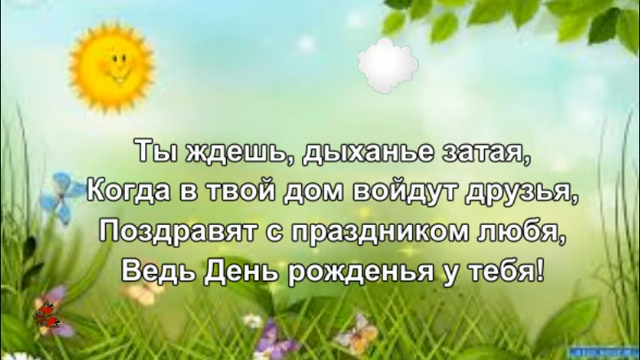 Ты ждешь, дыханье затая,
Когда в твой дом войдут друзья,
Поздравят с праздником любя,
Ведь День рожденья у тебя!